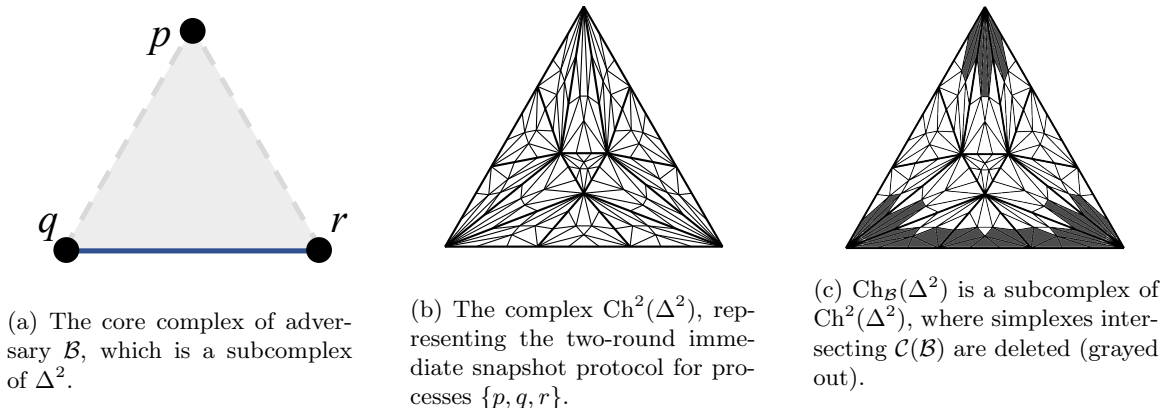 p
q
r
(a) The core complex of adver-
sary B, which is a subcomplex
of Δ².
(b) The complex Ch²(Δ²), rep-
resenting the two-round imme-
diate snapshot protocol for pro-
cesses {p, q, r}.
(c) Ch_B(Δ²) is a subcomplex of
Ch²(Δ²), where simplexes inter-
secting C(B) are deleted (grayed
out).